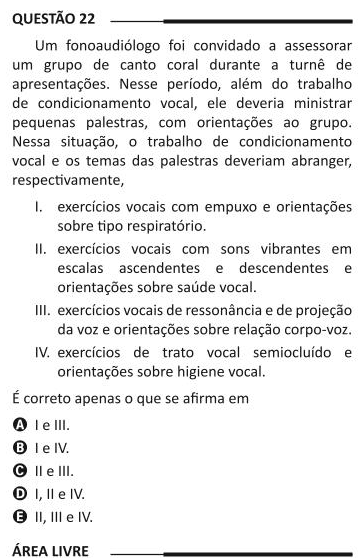 QUESTÃO 22
Um fonoaudiólogo foi convidado a assessorar
um grupo de canto coral durante a turnê de
apresentações. Nesse período, além do trabalho
de condicionamento vocal, ele deveria ministrar
pequenas palestras, com orientações ao grupo.
Nessa situação, o trabalho de condicionamento
vocal e os temas das palestras deveriam abranger,
respectivamente,
I. exercícios vocais com empuxo e orientações
sobre tipo respiratório.
II. exercícios vocais com sons vibrantes em
escalas ascendentes e descendentes e
orientações sobre saúde vocal.
III. exercícios vocais de ressonância e de projeção
da voz e orientações sobre relação corpo-voz.
IV. exercícios de trato vocal semiocluído e
orientações sobre higiene vocal.
É correto apenas o que se afirma em
A I e III.
B I e IV.
C II e III.
D I, II e IV.
E II, III e IV.
ÁREA LIVRE